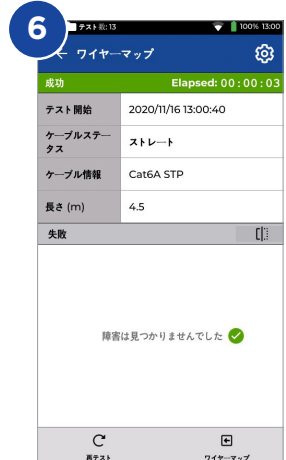 6
テスト数: 13
100% 13:00
← ワイヤーマップ
成功 Elapsed: 00:00:03
テスト開始 2020/11/16 13:00:40
ケーブルステー
タス
ストレート
ケーブル情報 Cat6A STP
長さ (m) 4.5
失敗
障害は見つかりませんでした
再テスト ワイヤーマップ